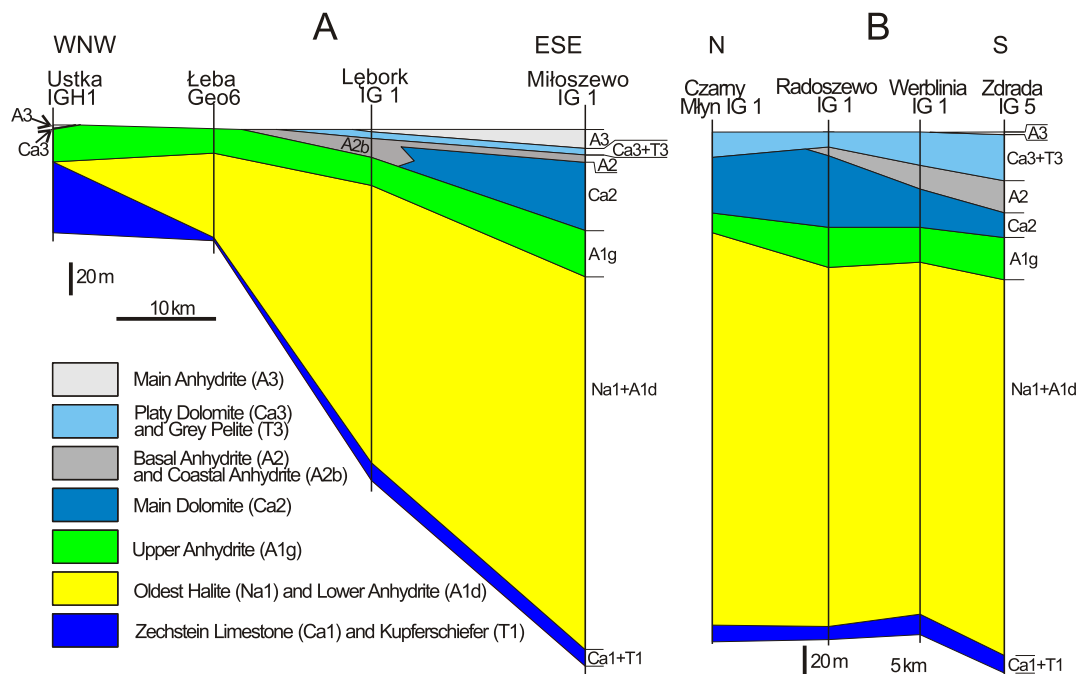 A
B
WNW
ESE
N
S
Ustka
IGH1
Łeba
Geo6
Lębork
IG 1
Miłoszewo
IG 1
Czarny
Młyn IG 1
Radoszewo
IG 1
Werblinia
IG 1
Zdrada
IG 5
A3
Ca3
A2b
A3
Ca3+T3
A2
Ca2
A1g
Na1+A1d
Ca1+T1
A3
Ca3+T3
A2
Ca2
A1g
Na1+A1d
Ca1+T1
20 m
10 km
Main Anhydrite (A3)
Platy Dolomite (Ca3)
and Grey Pelite (T3)
Basal Anhydrite (A2)
and Coastal Anhydrite (A2b)
Main Dolomite (Ca2)
Upper Anhydrite (A1g)
Oldest Halite (Na1) and Lower Anhydrite (A1d)
Zechstein Limestone (Ca1) and Kupferschiefer (T1)
20 m
5 km